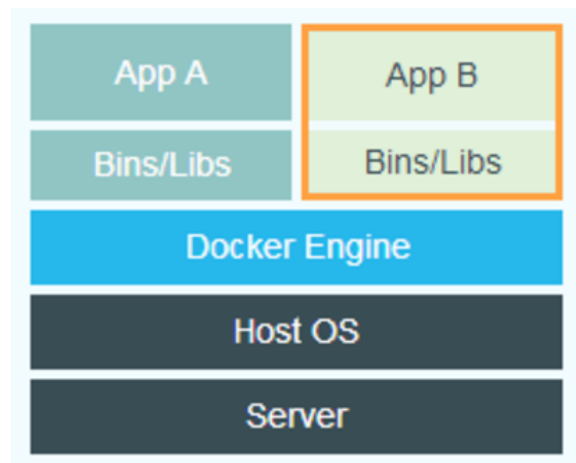 App A
App B
Bins/Libs
Bins/Libs
Docker Engine
Host OS
Server